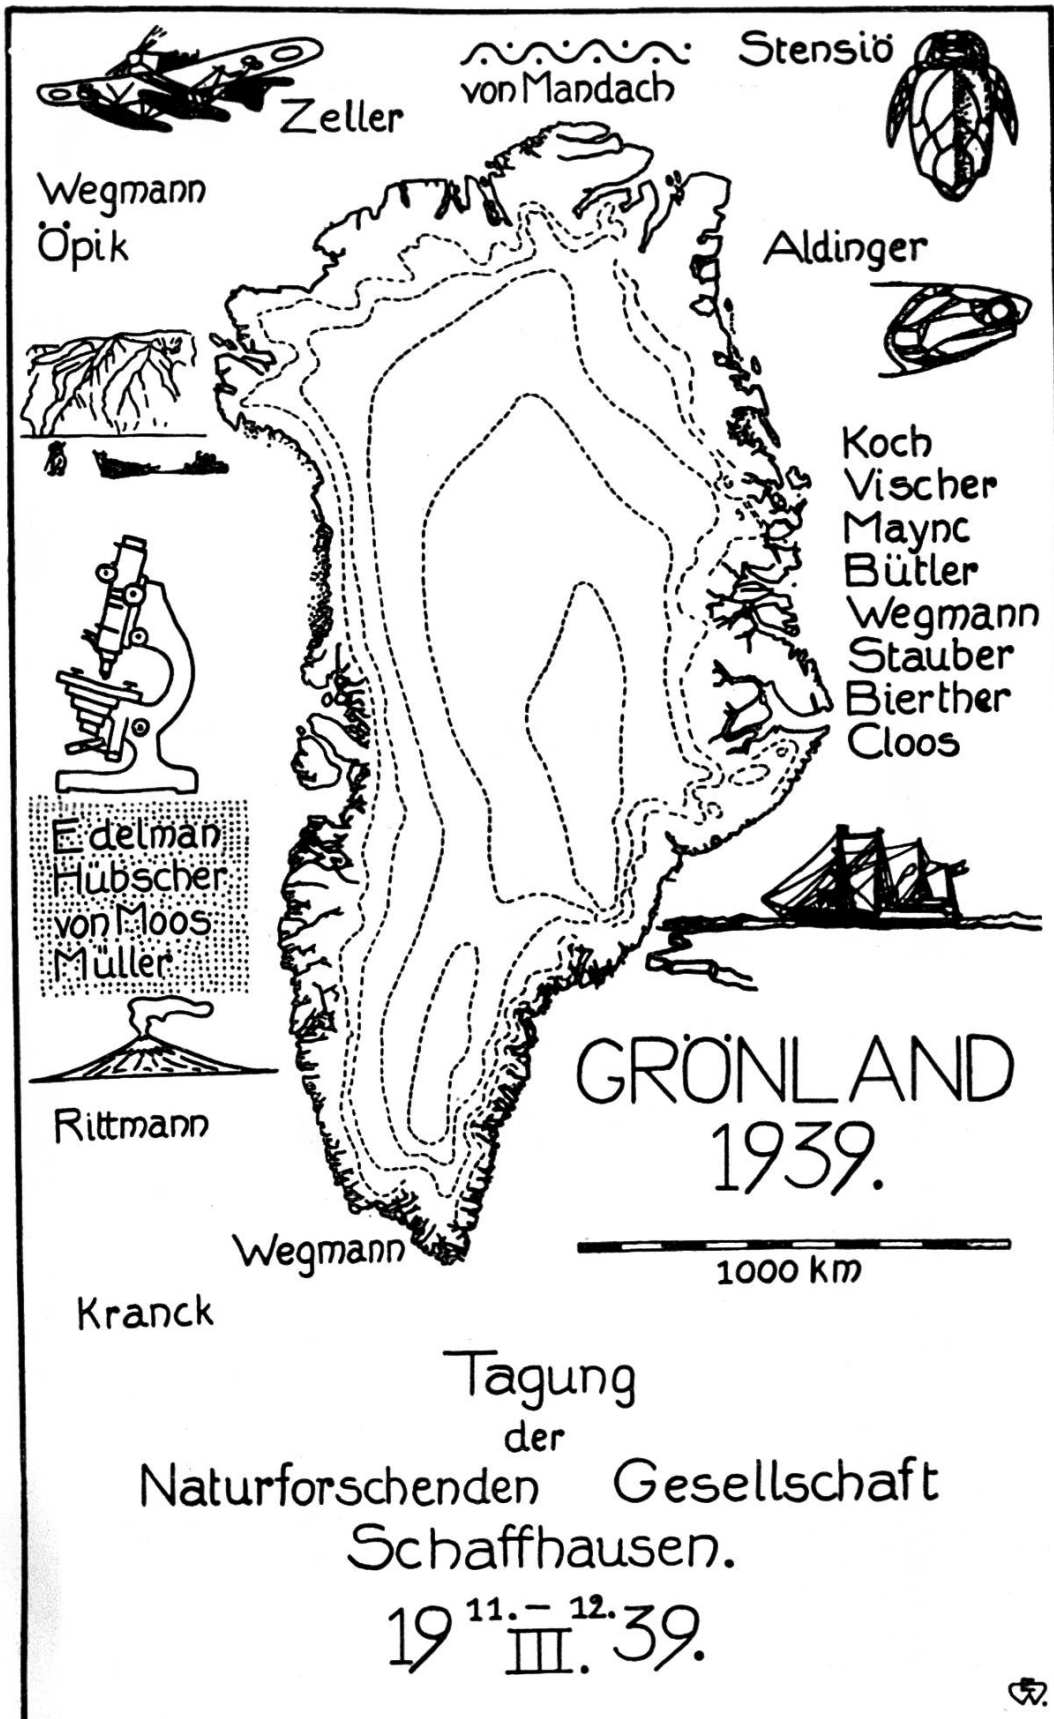 Zeller
von Mandach
Stensiö
Wegmann
Öpik
Aldinger
Koch
Vischer
Maync
Bütler
Wegmann
Stauber
Bierther
Cloos
Edelman
Hübscher
von Moos
Müller
Rittmann
GRÖNLAND
1939.
1000 km
Wegmann
Kranck
Tagung
der
Naturforschenden Gesellschaft
Schaffhausen.
19 11.–12. III. 39.